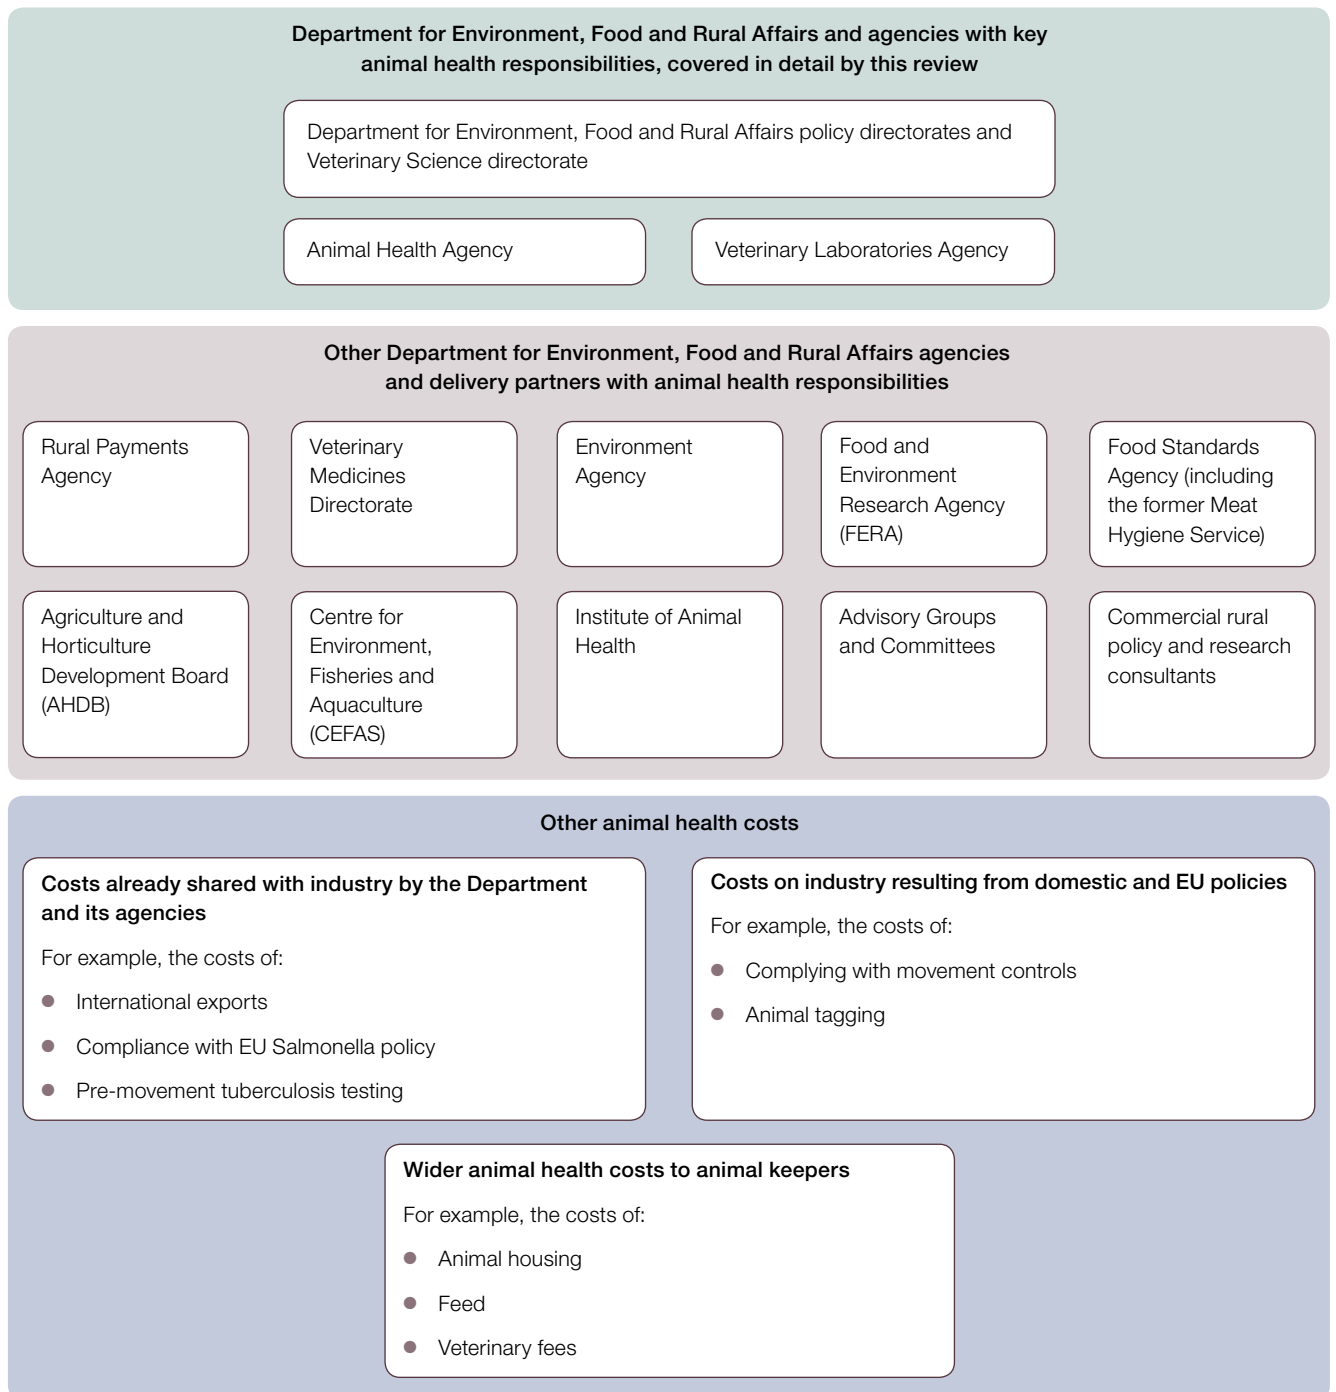 Department for Environment, Food and Rural Affairs and agencies with key
animal health responsibilities, covered in detail by this review
Department for Environment, Food and Rural Affairs policy directorates and
Veterinary Science directorate
Animal Health Agency
Veterinary Laboratories Agency
Other Department for Environment, Food and Rural Affairs agencies
and delivery partners with animal health responsibilities
Rural Payments
Agency
Veterinary
Medicines
Directorate
Environment
Agency
Food and
Environment
Research Agency
(FERA)
Food Standards
Agency (including
the former Meat
Hygiene Service)
Agriculture and
Horticulture
Development Board
(AHDB)
Centre for
Environment,
Fisheries and
Aquaculture
(CEFAS)
Institute of Animal
Health
Advisory Groups
and Committees
Commercial rural
policy and research
consultants
Other animal health costs
Costs already shared with industry by the Department
and its agencies
For example, the costs of:
● International exports
● Compliance with EU Salmonella policy
● Pre-movement tuberculosis testing
Costs on industry resulting from domestic and EU policies
For example, the costs of:
● Complying with movement controls
● Animal tagging
Wider animal health costs to animal keepers
For example, the costs of:
● Animal housing
● Feed
● Veterinary fees